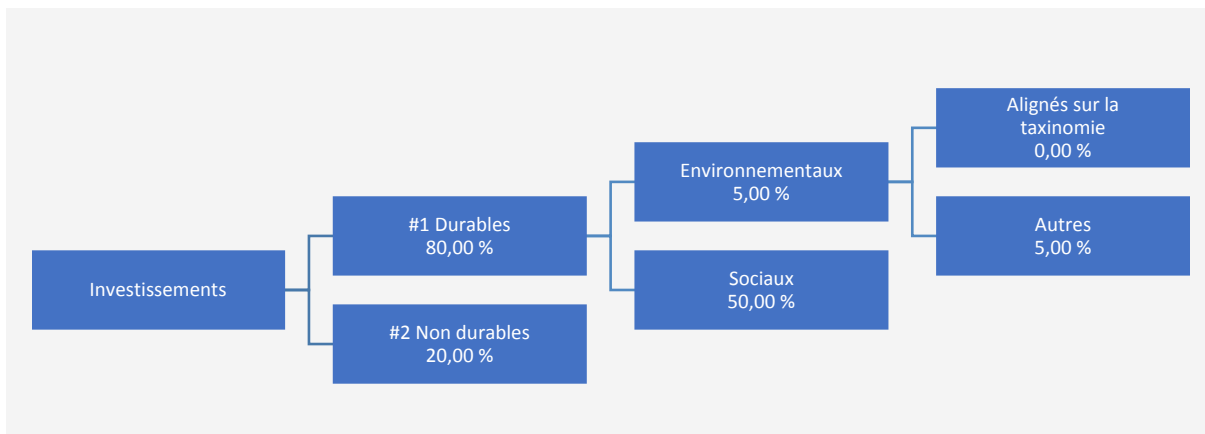 Investissements
#1 Durables
80,00 %
#2 Non durables
20,00 %
Environnementaux
5,00 %
Sociaux
50,00 %
Alignés sur la
taxinomie
0,00 %
Autres
5,00 %